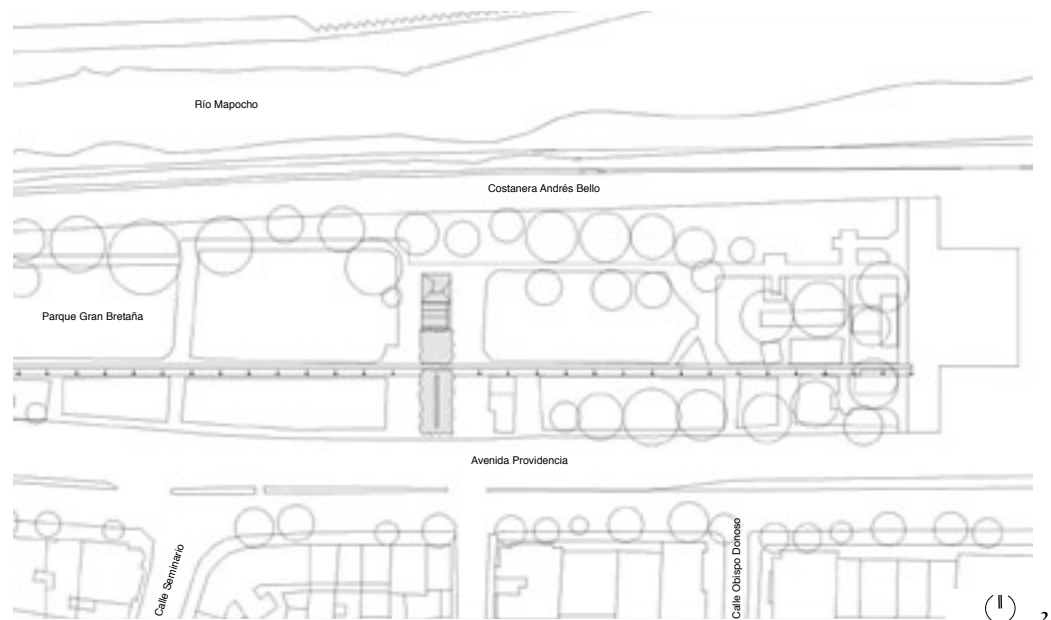 Río Mapocho
Costanera Andrés Bello
Parque Gran Bretaña
Avenida Providencia
Calle Seminario
Calle Obispo Donoso
2